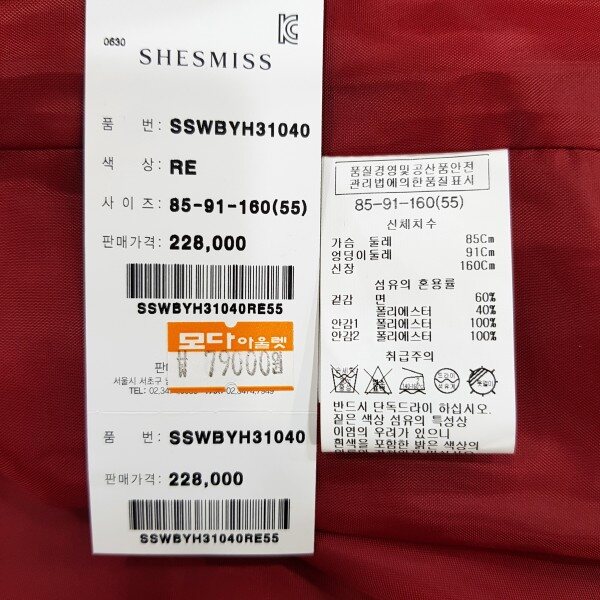 0630
SHESMISS
품 번: SSWBYH31040
색 상: RE
사 이 즈: 85-91-160(55)
판매가격: 228,000
SSWBYH31040RE55
모다아울렛
₩ 79000원
서울시 서초구
품 번: SSWBYH31040
판매가격: 228,000
SSWBYH31040RE55
품질경영및공산품안전
관리법에의한품질표시
85-91-160(55)
신체치수
가슴 둘레 85Cm
엉덩이둘레 91Cm
신장 160Cm
섬유의 혼용률
겉감 면 60%
폴리에스터 40%
안감1 폴리에스터 100%
안감2 폴리에스터 100%
취급주의
반드시 단독드라이 하십시오.
짙은 색상 섬유의 특성상
이염의 우려가 있으니
흰색을 포함한 밝은 색상의